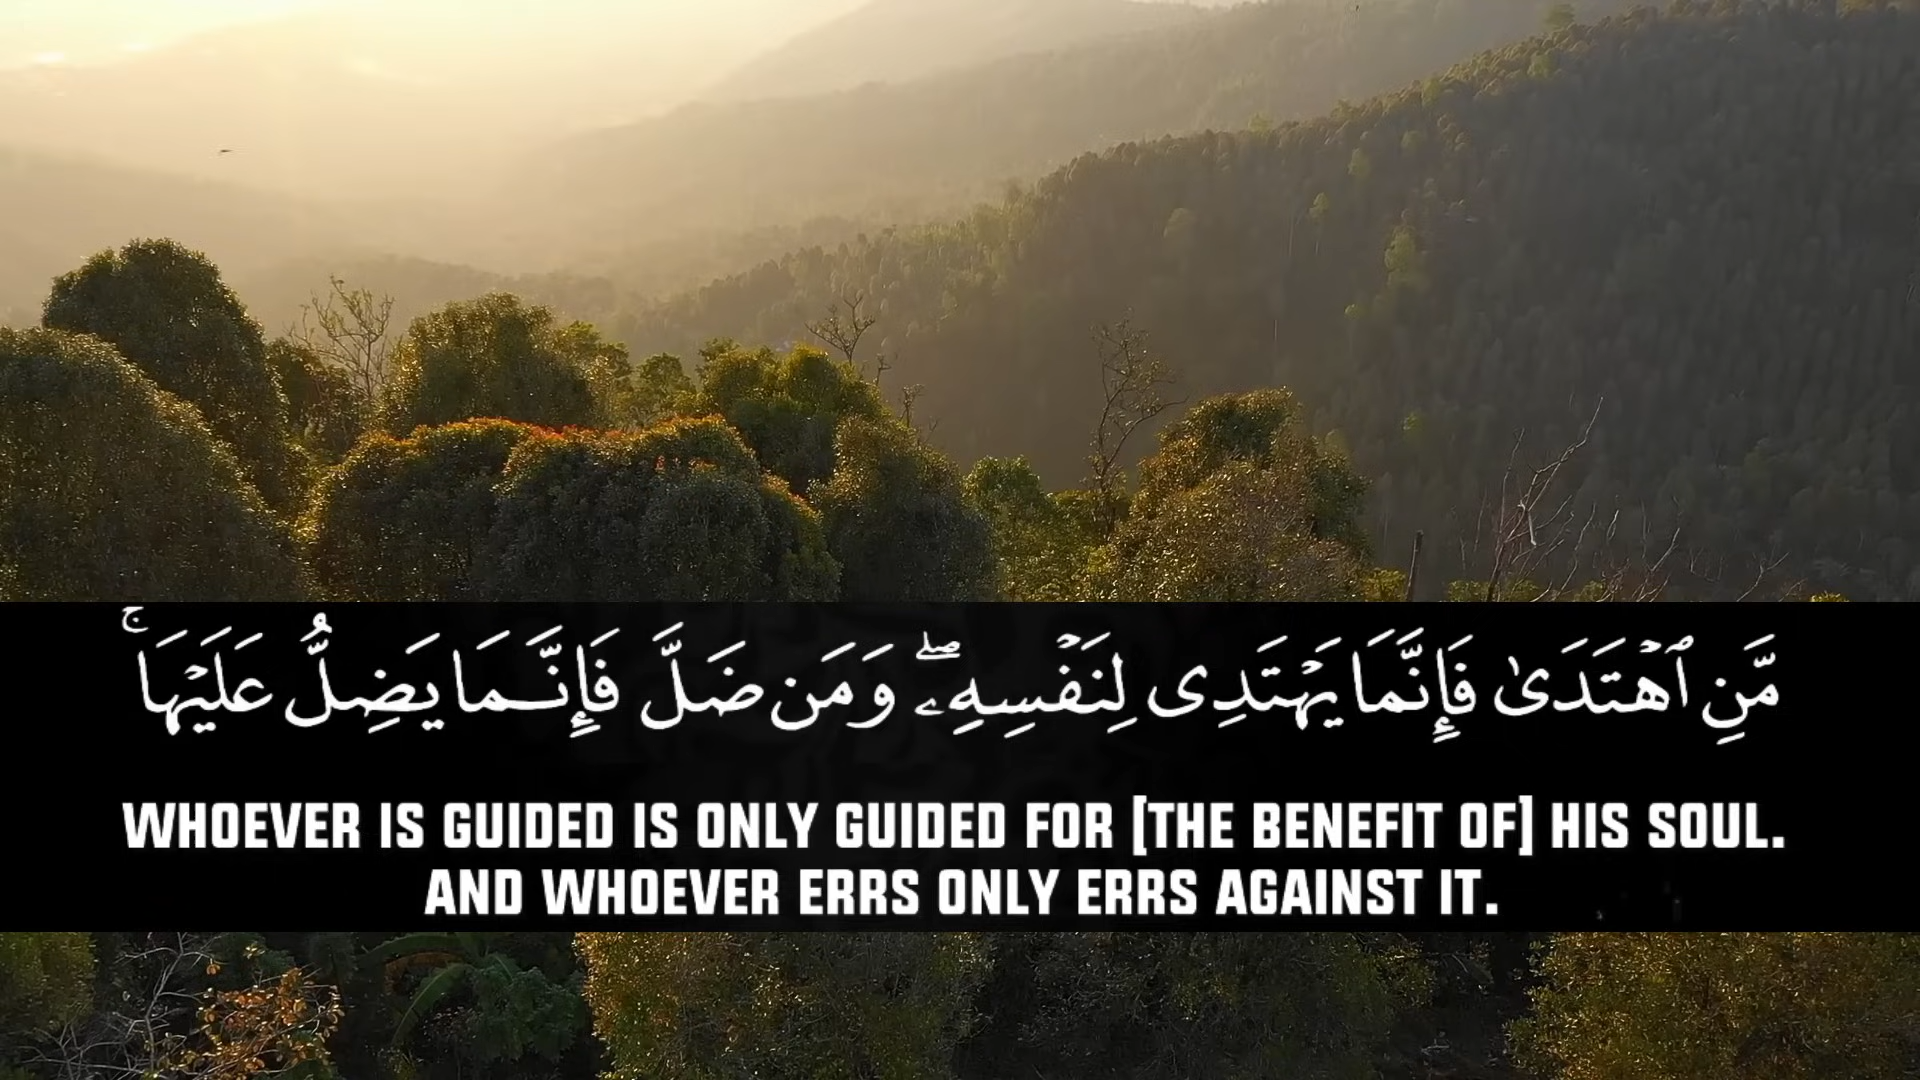 مَّنِ ٱهۡتَدَىٰ فَإِنَّمَا يَهۡتَدِى لِنَفۡسِهِۦۖ وَمَن ضَلَّ فَإِنَّمَا يَضِلُّ عَلَيۡهَاۚ
WHOEVER IS GUIDED IS ONLY GUIDED FOR [THE BENEFIT OF] HIS SOUL.
AND WHOEVER ERRS ONLY ERRS AGAINST IT.